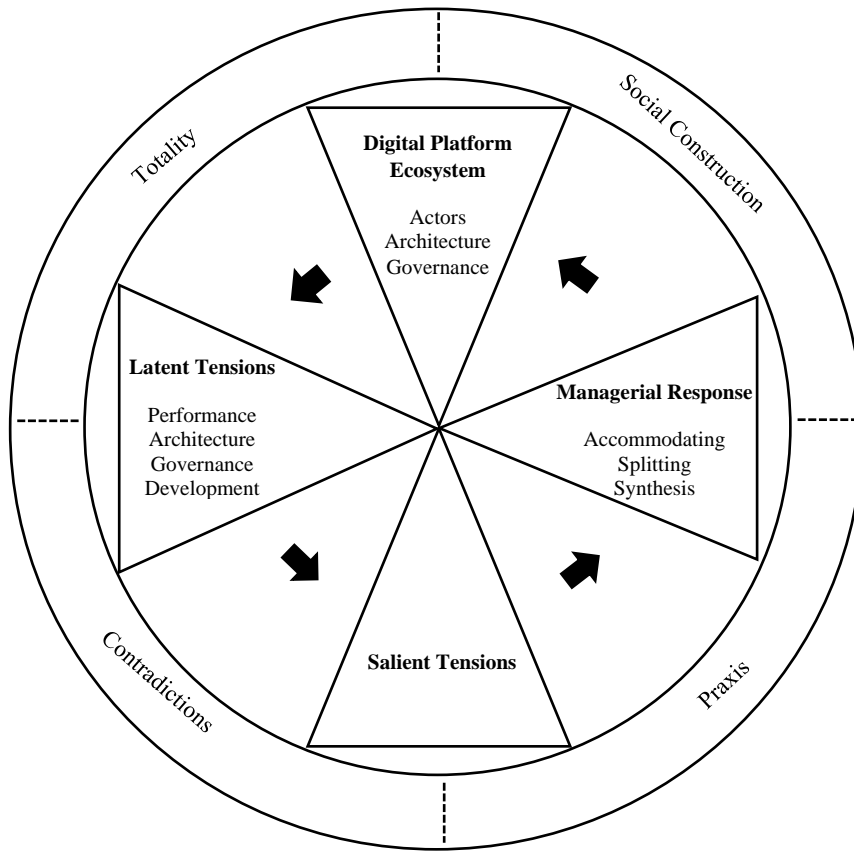 Totality
Social Construction
Digital Platform
Ecosystem
Actors
Architecture
Governance
Latent Tensions
Performance
Architecture
Governance
Development
Managerial Response
Accommodating
Splitting
Synthesis
Salient Tensions
Contradictions
Praxis